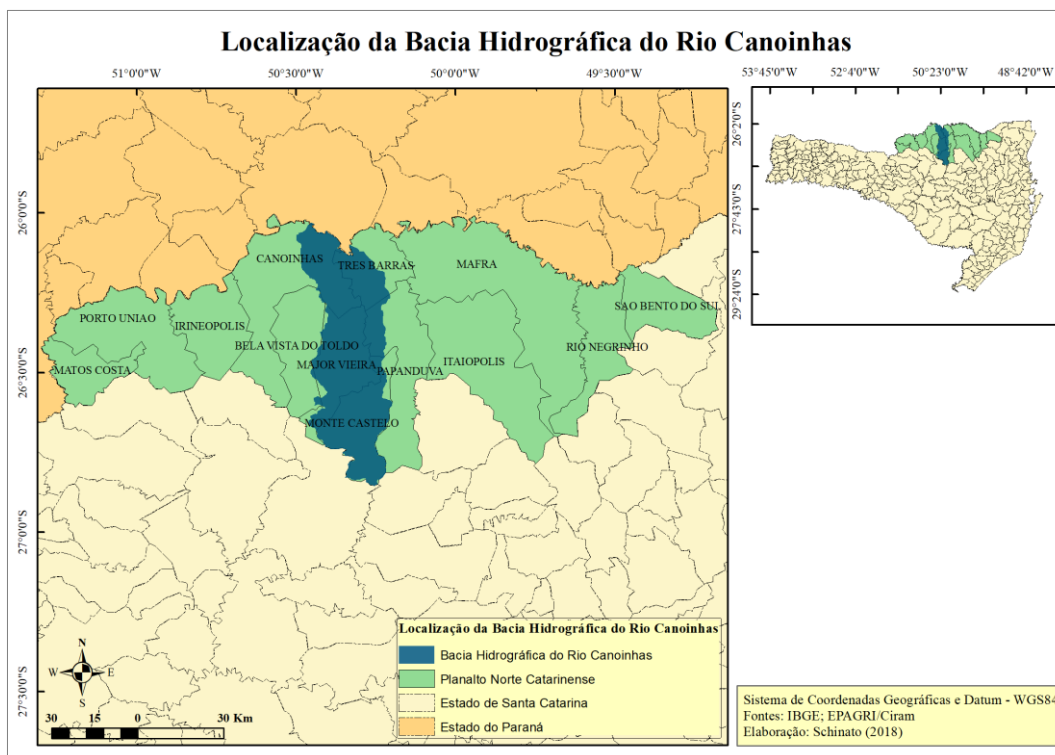 Localização da Bacia Hidrográfica do Rio Canoinhas
51°0'0"W 50°30'0"W 50°0'0"W 49°30'0"W
53°45'0"W 52°4'0"W 50°23'0"W 48°42'0"W
26°2'0"S
27°43'0"S
29°24'0"S
26°0'0"S
26°30'0"S
27°0'0"S
27°30'0"S
CANOINHAS
TRES BARRAS
MAFRA
SAO BENTO DO SUL
PORTO UNIAO
IRINEOPOLIS
BELA VISTA DO TOLDO
RIO NEGRINHO
MATOS COSTA
MAJOR VIEIRA
PAPANDUVA
ITAIOPOLIS
MONTE CASTELO
N
W E
S
30 15 0 30 Km
Localização da Bacia Hidrográfica do Rio Canoinhas
Bacia Hidrográfica do Rio Canoinhas
Planalto Norte Catarinense
Estado de Santa Catarina
Estado do Paraná
Sistema de Coordenadas Geográficas e Datum - WGS84
Fontes: IBGE; EPAGRI/Ciram
Elaboração: Schinato (2018)